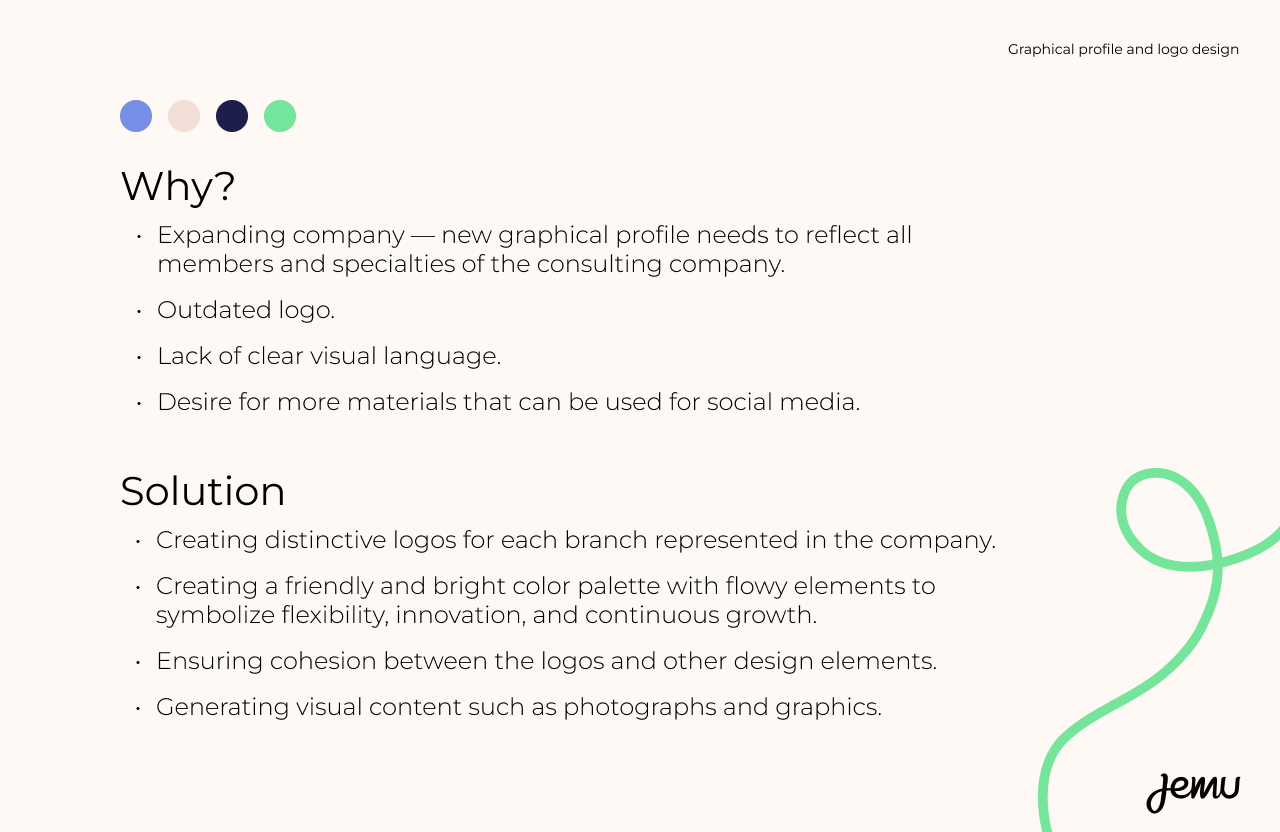 Graphical profile and logo design
Why?
• Expanding company — new graphical profile needs to reflect all
members and specialties of the consulting company.
• Outdated logo.
• Lack of clear visual language.
• Desire for more materials that can be used for social media.
Solution
• Creating distinctive logos for each branch represented in the company.
• Creating a friendly and bright color palette with flowy elements to
symbolize flexibility, innovation, and continuous growth.
• Ensuring cohesion between the logos and other design elements.
• Generating visual content such as photographs and graphics.
jemu